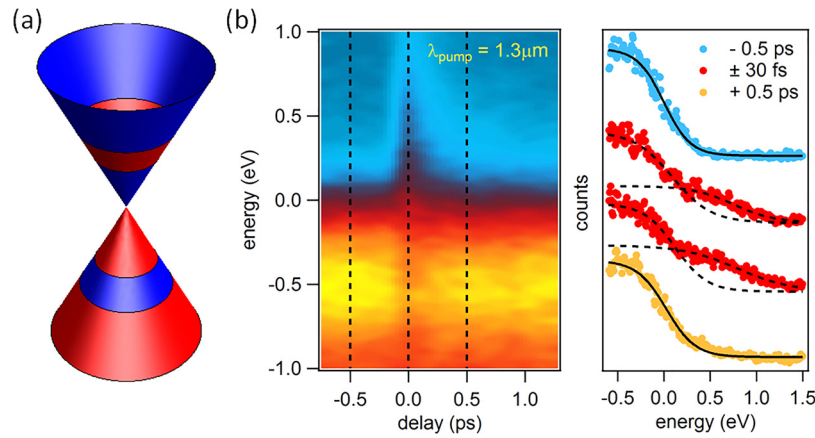 (a)
(b)
λpump = 1.3μm
1.0
0.5
0.0
-0.5
-1.0
energy (eV)
-0.5
0.0
0.5
1.0
delay (ps)
- 0.5 ps
± 30 fs
+ 0.5 ps
counts
-0.5
0.0
0.5
1.0
1.5
energy (eV)